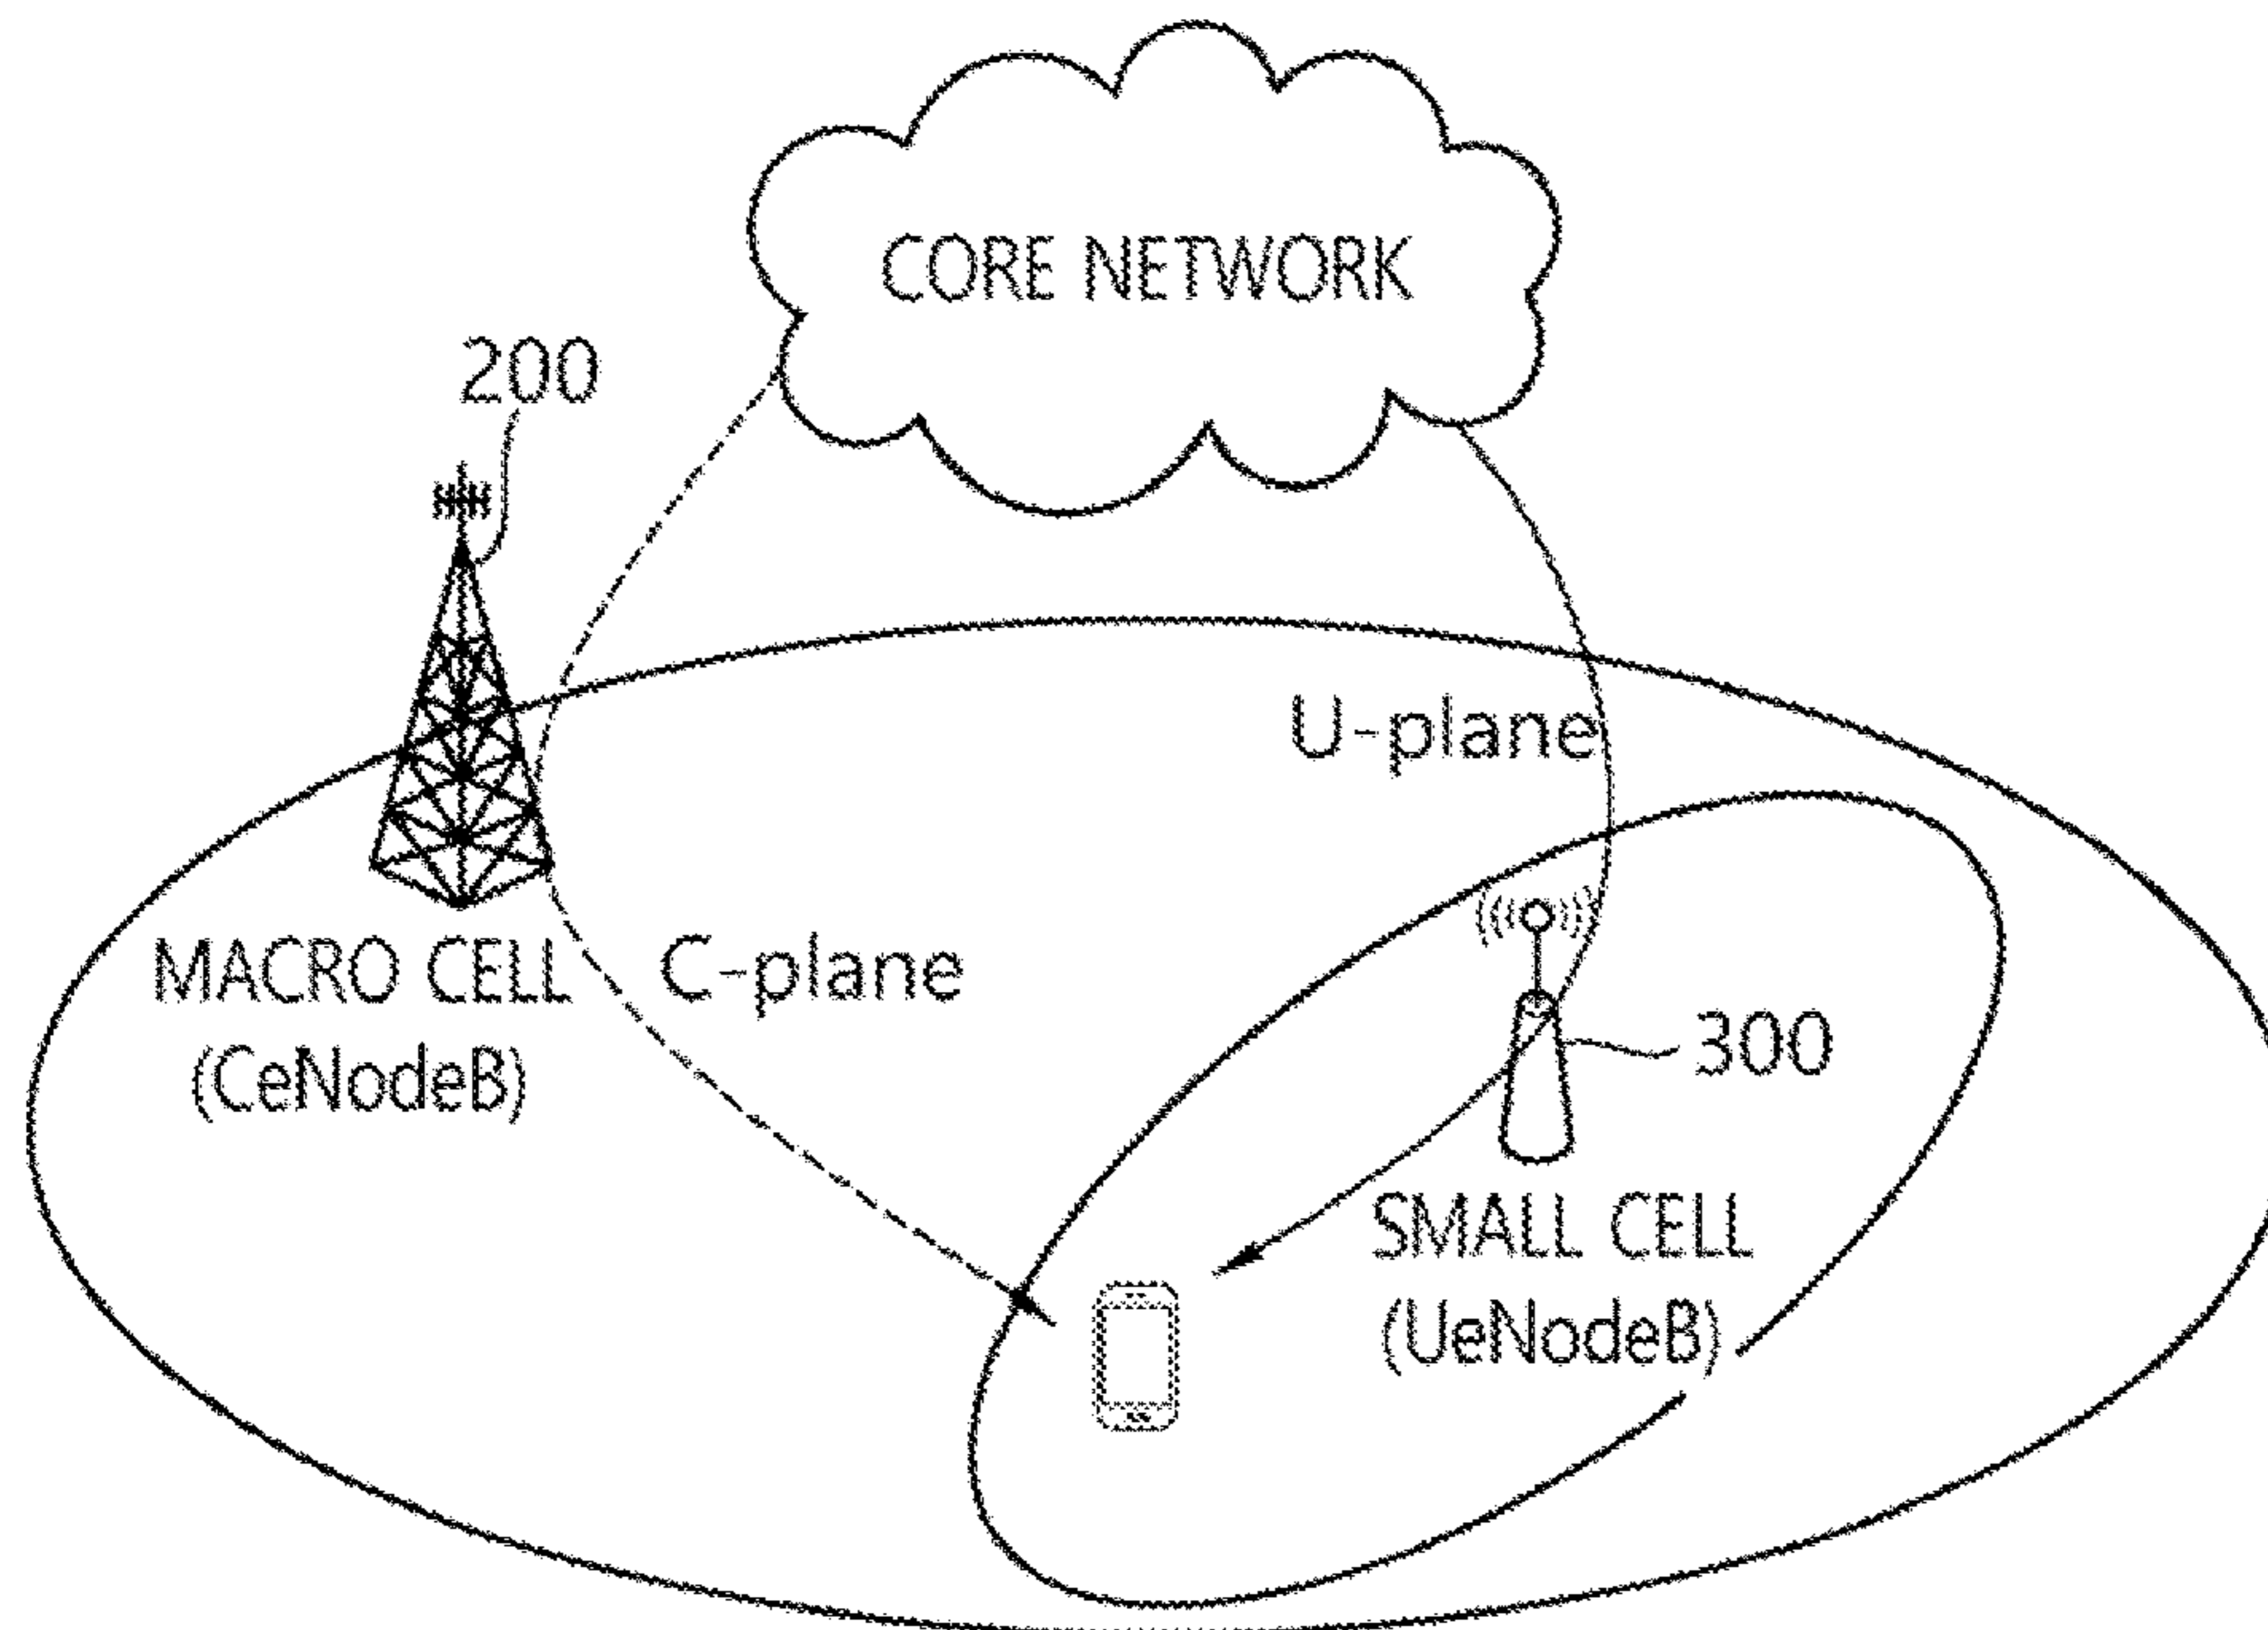 CORE NETWORK
200
U-plane
MACRO CELL
(CeNodeB)
C-plane
300
SMALL CELL
(UeNodeB)